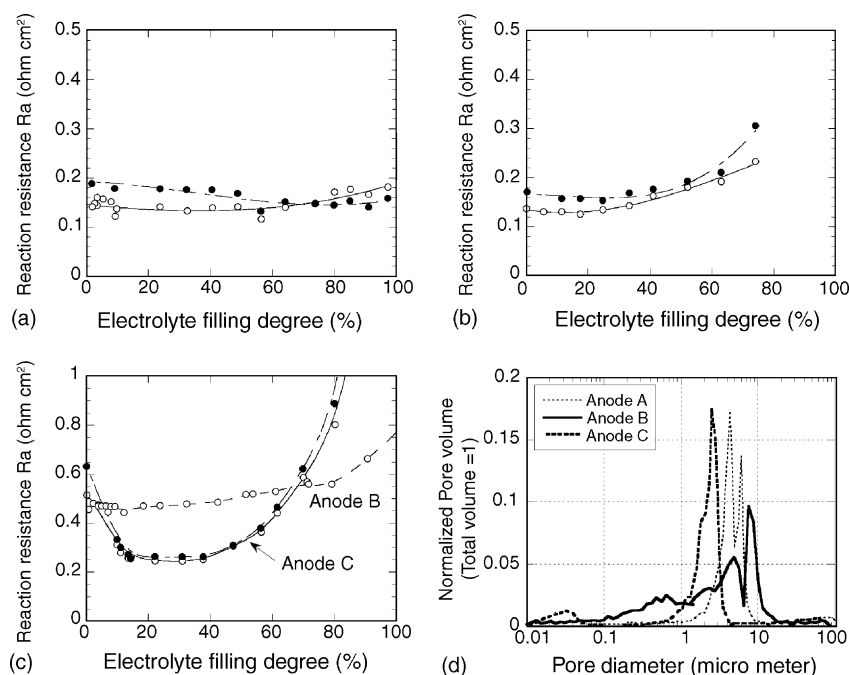 0.5
0.4
0.3
0.2
0.1
0
0 20 40 60 80 100
Reaction resistance Ra (ohm cm2)
(a) Electrolyte filling degree (%)
0.5
0.4
0.3
0.2
0.1
0
0 20 40 60 80 100
Reaction resistance Ra (ohm cm2)
(b) Electrolyte filling degree (%)
1
0.8
0.6
0.4
0.2
0
0 20 40 60 80 100
Reaction resistance Ra (ohm cm2)
Anode B
Anode C
(c) Electrolyte filling degree (%)
0.2
0.15
0.1
0.05
0
0.01 0.1 1 10 100
Normalized Pore volume
(Total volume =1)
Anode A
Anode B
Anode C
(d) Pore diameter (micro meter)